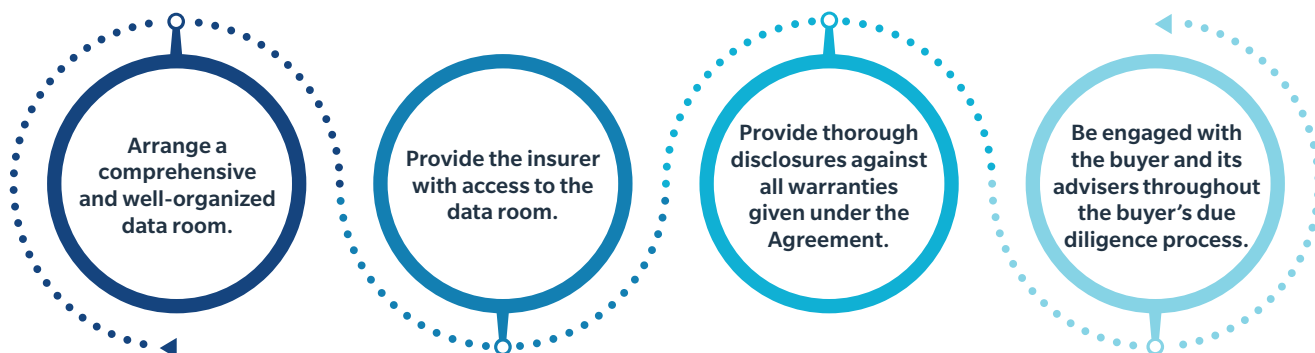 Arrange a
comprehensive
and well-organized
data room.
Provide the insurer
with access to the
data room.
Provide thorough
disclosures against
all warranties
given under the
Agreement.
Be engaged with
the buyer and its
advisers throughout
the buyer’s due
diligence process.